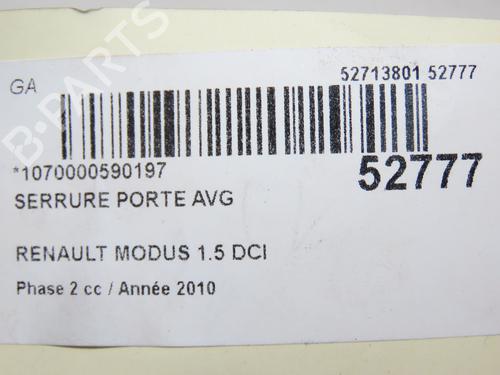 GA
52713801 52777
*1070000590197
52777
SERRURE PORTE AVG
RENAULT MODUS 1.5 DCI
Phase 2 cc / Année 2010
B-PARTS